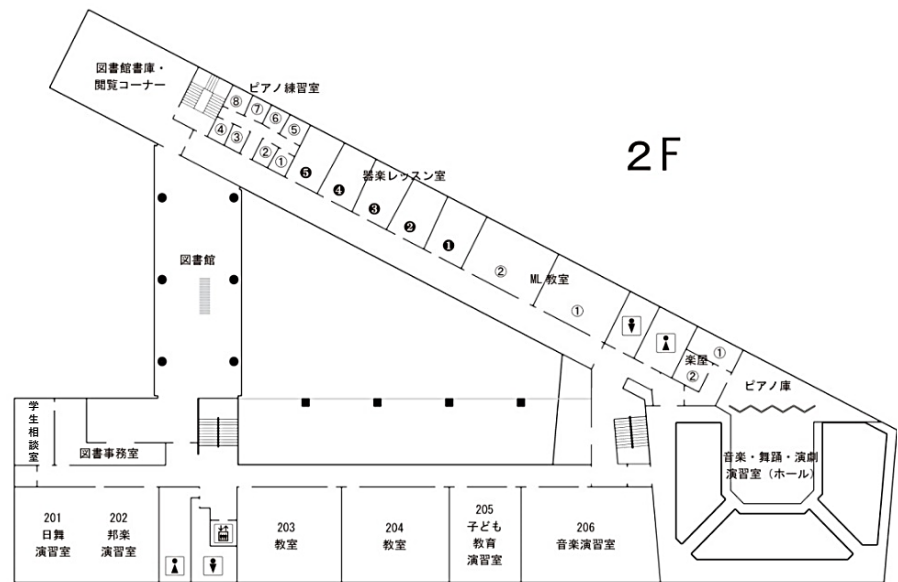 2F
図書館書庫・
閲覧コーナー
ピアノ練習室
⑧
⑦
⑥
⑤
④
③
②
①
器楽レッスン室
❺
❹
❸
❷
❶
ML教室
②
①
楽屋
①
②
ピアノ庫
図書館
学生相談室
図書事務室
音楽・舞踊・演劇
演習室（ホール）
201
日舞
演習室
202
邦楽
演習室
203
教室
204
教室
205
子ども
教育
演習室
206
音楽演習室